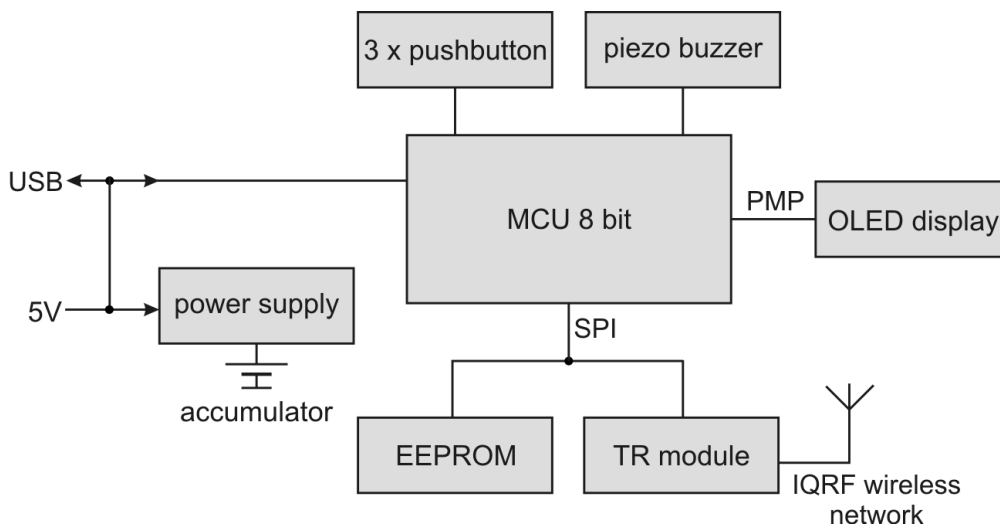 3 x pushbutton
piezo buzzer
USB
MCU 8 bit
PMP
OLED display
5V
power supply
SPI
accumulator
EEPROM
TR module
IQRF wireless
network